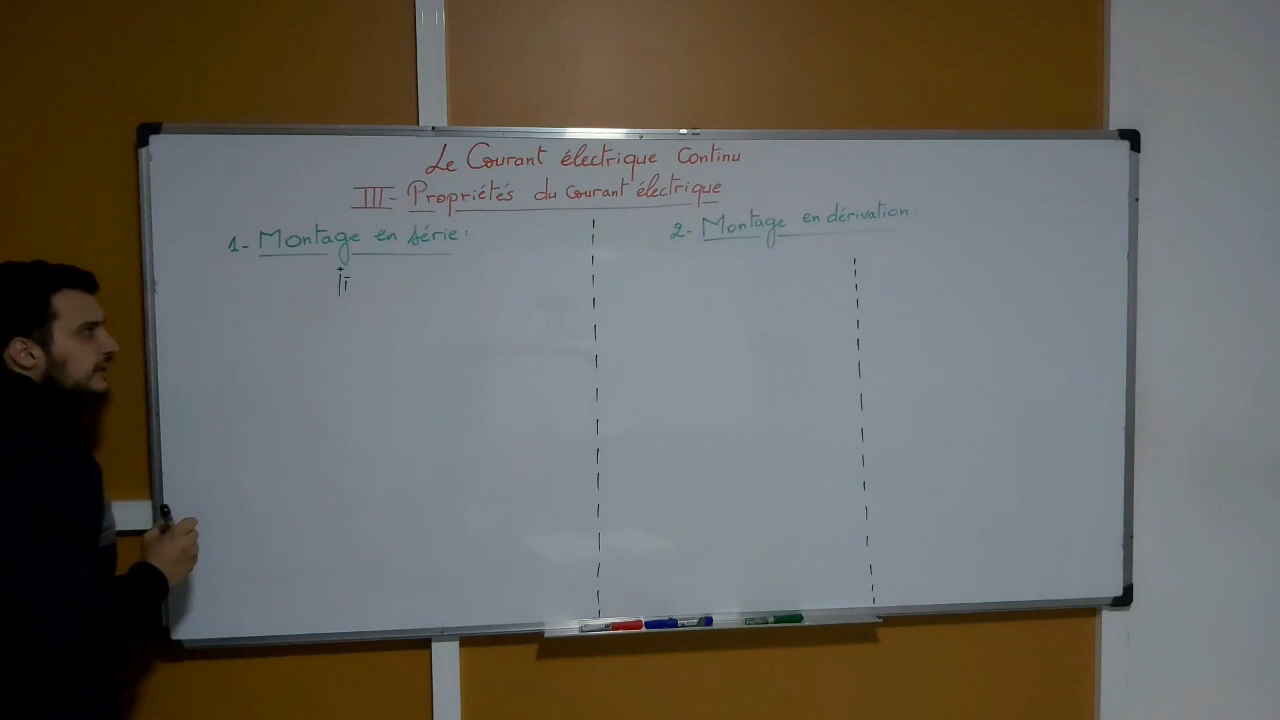 Le Courant électrique Continu
III- Propriétés du courant électrique
1- Montage en série:
2- Montage en dérivation.
+ -